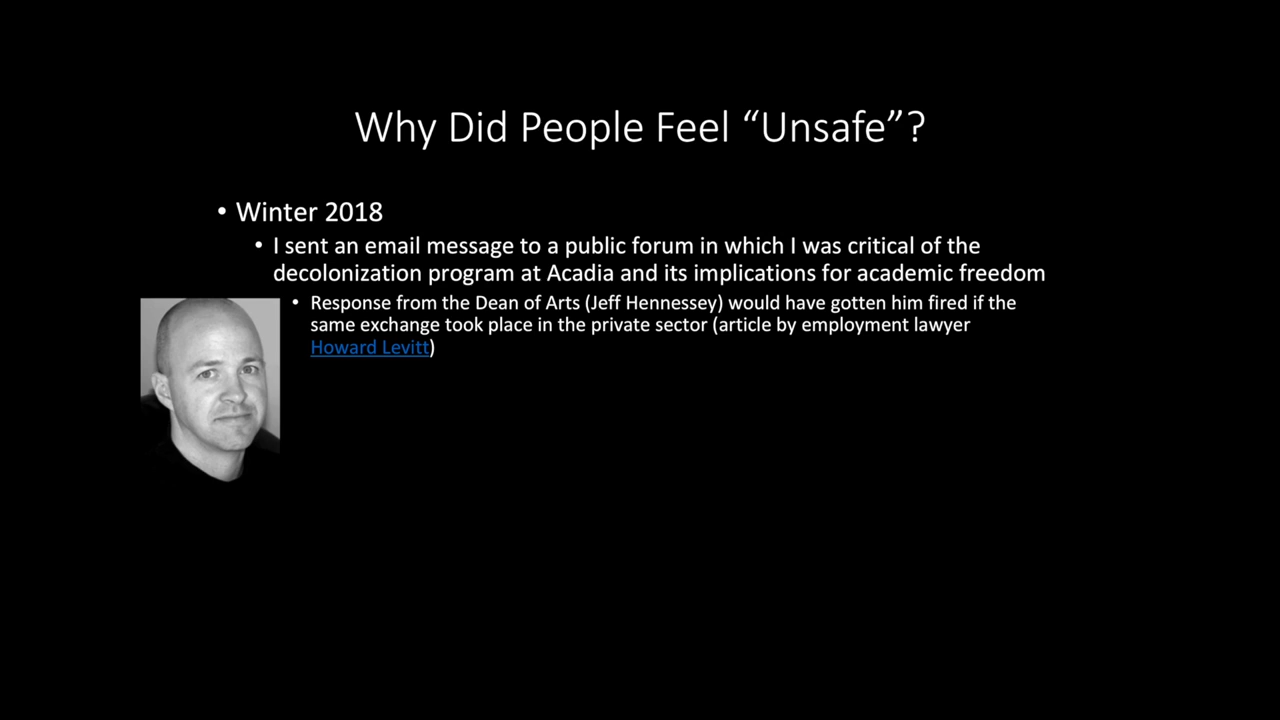 Why Did People Feel “Unsafe”?
• Winter 2018
• I sent an email message to a public forum in which I was critical of the
decolonization program at Acadia and its implications for academic freedom
• Response from the Dean of Arts (Jeff Hennessey) would have gotten him fired if the
same exchange took place in the private sector (article by employment lawyer
Howard Levitt)